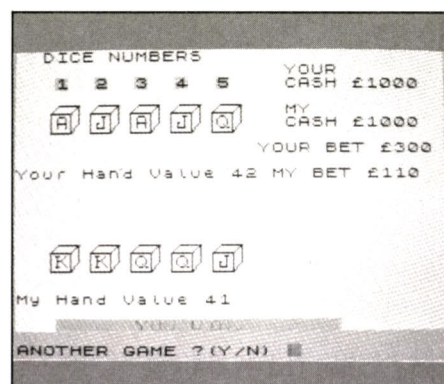 DICE NUMBERS
1 2 3 4 5
YOUR
CASH £1000
A J A J Q
MY
CASH £1000
YOUR BET £300
Your Hand Value 42 MY BET £110
K K Q Q J
My Hand Value 41
ANOTHER GAME ?(Y/N)